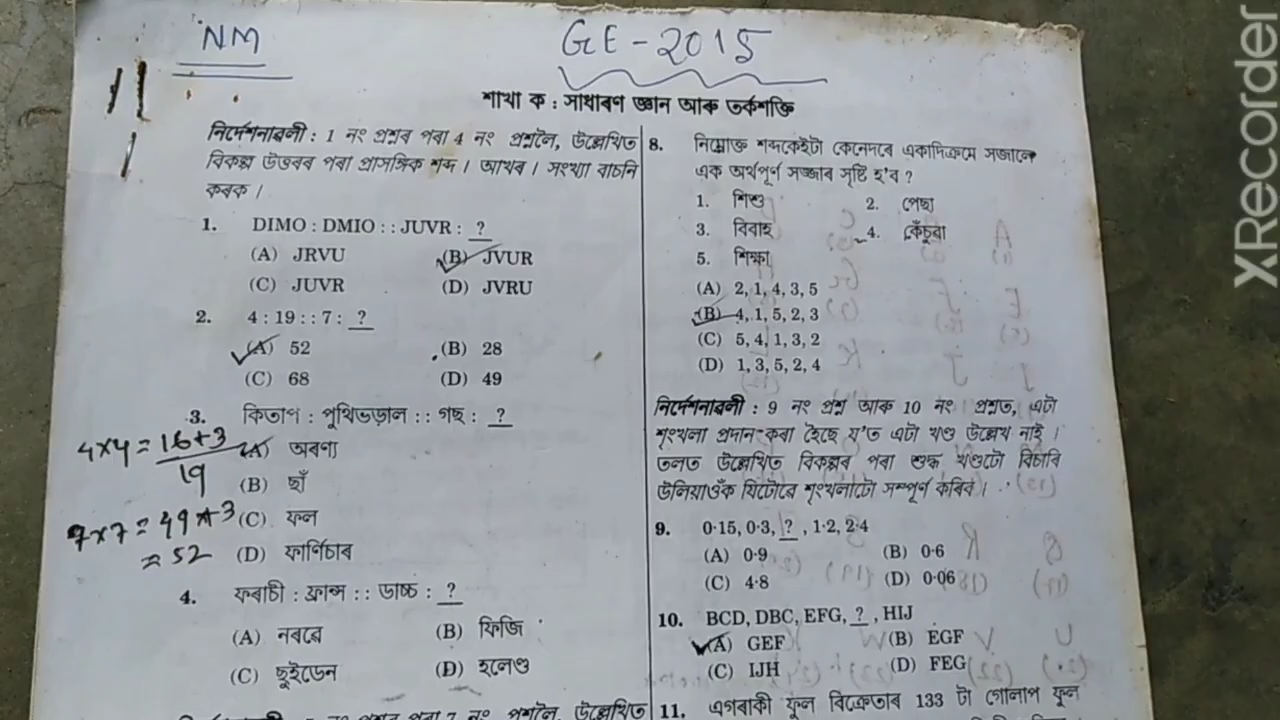 NM
GE-2015
শাখা ক : সাধাৰণ জ্ঞান আৰু তৰ্কশক্তি
নিৰ্দেশনাৱলী : 1 নং প্ৰশ্নৰ পৰা 4 নং প্ৰশ্নলৈ, উল্লেখিত
বিকল্প উত্তৰৰ পৰা প্ৰাসঙ্গিক শব্দ । আখৰ । সংখ্যা বাচনি
কৰক ।
1. DIMO : DMIO : : JUVR : ?
(A) JRVU (B) JVUR
(C) JUVR (D) JVRU
2. 4 : 19 : : 7 : ?
(A) 52 (B) 28
(C) 68 (D) 49
3. কিতাপ : পুথিভড়াল : : গছ : ?
(A) অৰণ্য
(B) ছাঁ
(C) ফল
(D) ফাৰ্ণিচাৰ
4×4 = 16+3
19
7×7 = 49+3
= 52
4. ফৰাচী : ফ্ৰান্স : : ডাচ্চ : ?
(A) নৰৱে (B) ফিজি
(C) ছুইডেন (D) হলেণ্ড
8. নিম্নোক্ত শব্দকেইটা কেনেদৰে একাদিক্ৰমে সজালে
এক অৰ্থপূৰ্ণ সজ্জাৰ সৃষ্টি হ'ব ?
1. শিশু 2. পেছা
3. বিবাহ 4. কেঁচুৱা
5. শিক্ষা
(A) 2, 1, 4, 3, 5
(B) 4, 1, 5, 2, 3
(C) 5, 4, 1, 3, 2
(D) 1, 3, 5, 2, 4
নিৰ্দেশনাৱলী : 9 নং প্ৰশ্ন আৰু 10 নং প্ৰশ্নত, এটা
শৃংখলা প্ৰদান কৰা হৈছে য'ত এটা খণ্ড উল্লেখ নাই ।
তলত উল্লেখিত বিকল্পৰ পৰা শুদ্ধ খণ্ডটো বিচাৰি
উলিয়াওঁক যিটোৱে শৃংখলাটো সম্পূৰ্ণ কৰিব ।
9. 0·15, 0·3, ? , 1·2, 2·4
(A) 0·9 (B) 0·6
(C) 4·8 (D) 0·06
10. BCD, DBC, EFG, ? , HIJ
(A) GEF (B) EGF
(C) IJH (D) FEG
11. এগৰাকী ফুল বিক্ৰেতাৰ 133 টা গোলাপ ফুল
XRecorder